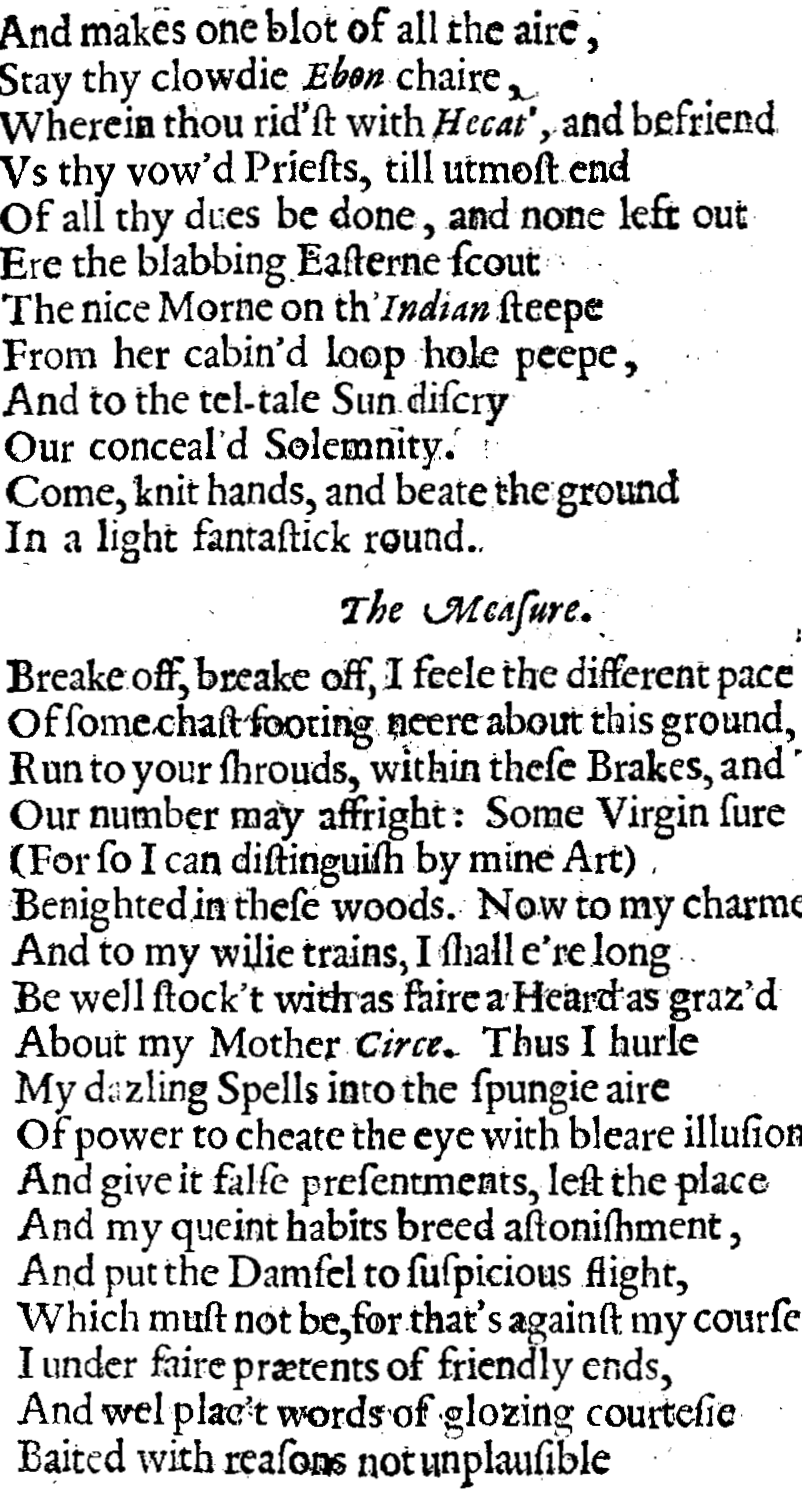 And makes one blot of all the aire,
Stay thy clowdie Ebon chaire,
Wherein thou rid'ſt with Hecat', and befriend
Vs thy vow'd Prieſts, till utmoſt end
Of all thy dues be done, and none left out
Ere the blabbing Eaſterne ſcout
The nice Morne on th'Indian ſteepe
From her cabin'd loop hole peepe,
And to the tel-tale Sun diſcry
Our conceal'd Solemnity.
Come, knit hands, and beate the ground
In a light fantaſtick round.
The Meaſure.
Breake off, breake off, I feele the different pace
Of ſome chaſt footing neere about this ground,
Run to your ſhrouds, within theſe Brakes, and
Our number may affright: Some Virgin ſure
(For ſo I can diſtinguiſh by mine Art)
Benighted in theſe woods. Now to my charme
And to my wilie trains, I ſhall e're long
Be well ſtock't with as faire a Heard as graz'd
About my Mother Circe. Thus I hurle
My dazling Spells into the ſpungie aire
Of power to cheate the eye with bleare illuſion
And give it falſe preſentments, leſt the place
And my queint habits breed aſtoniſhment,
And put the Damſel to ſuſpicious flight,
Which muſt not be, for that's againſt my courſe
I under faire prætents of friendly ends,
And wel plac't words of glozing courteſie
Baited with reaſons not unplauſible